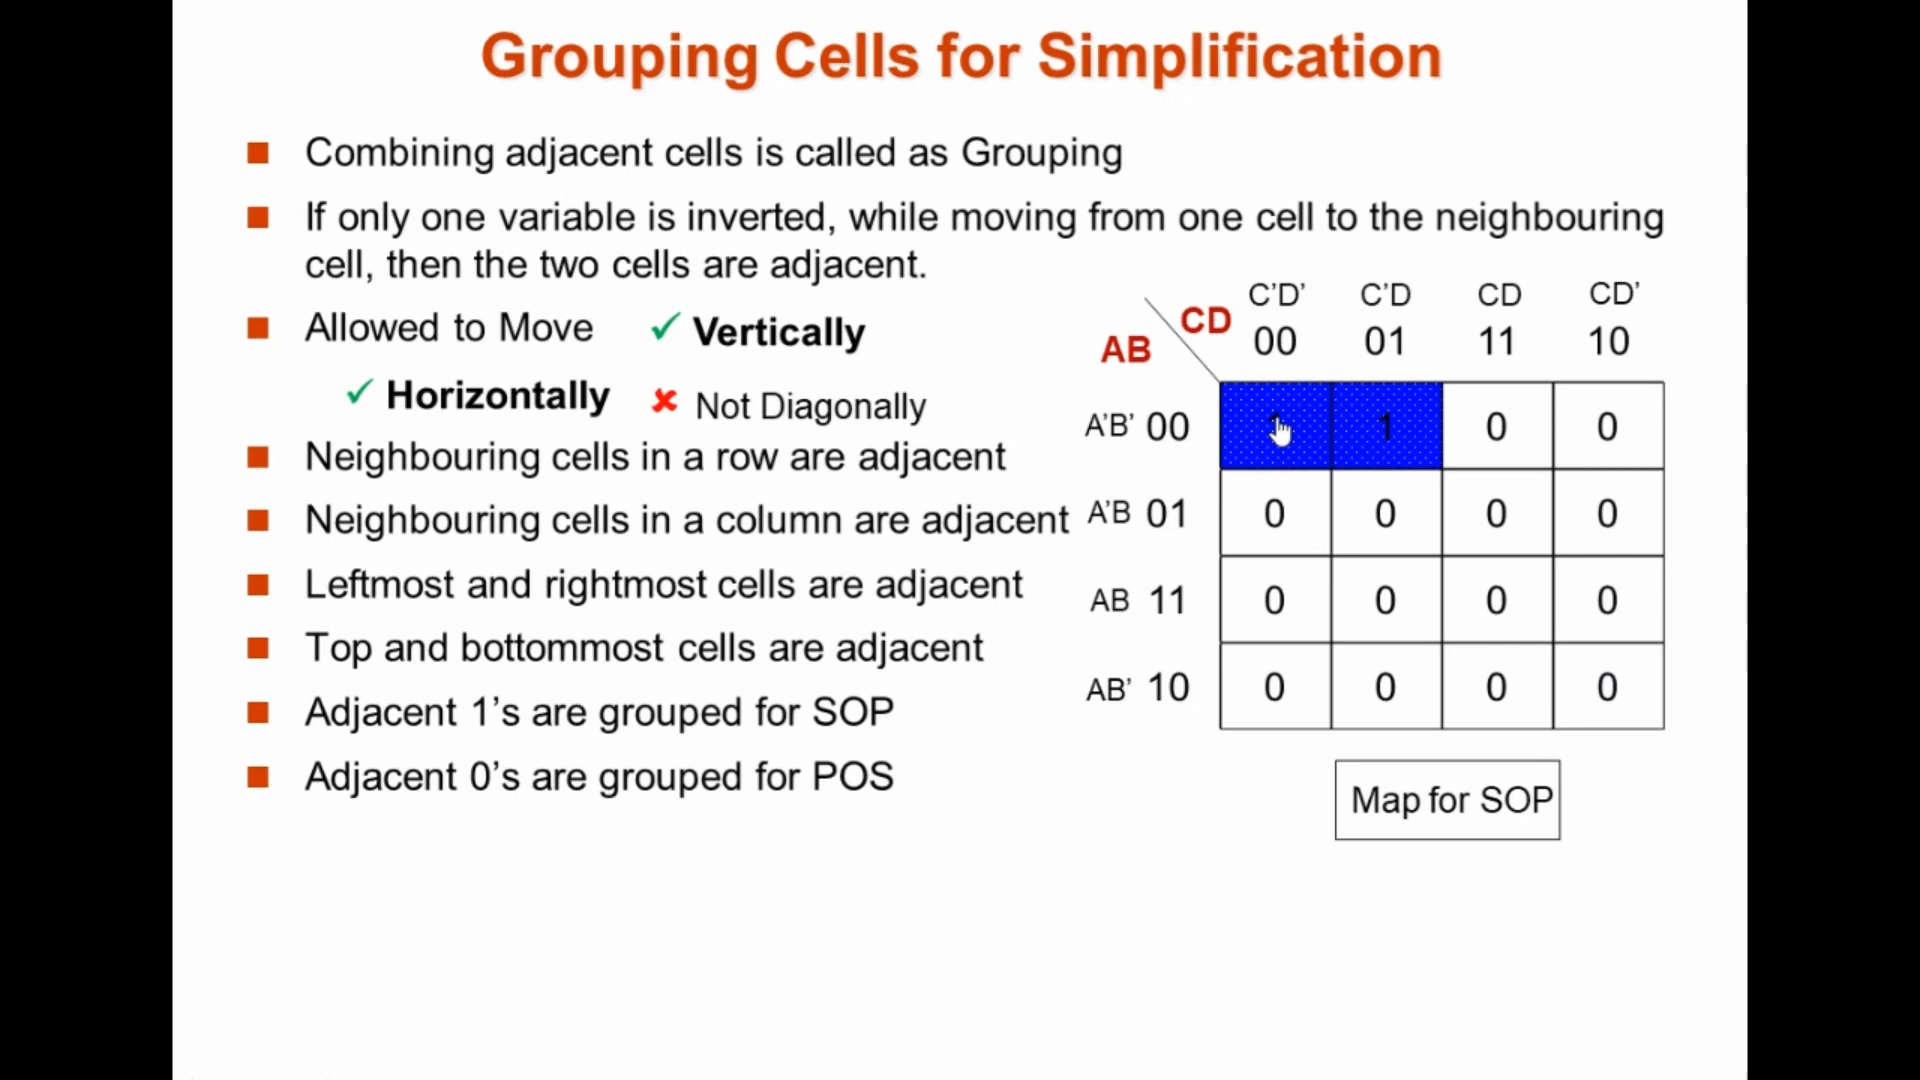 Grouping Cells for Simplification
Combining adjacent cells is called as Grouping
If only one variable is inverted, while moving from one cell to the neighbouring
cell, then the two cells are adjacent.
Allowed to Move ✓ Vertically
✓ Horizontally ✘ Not Diagonally
Neighbouring cells in a row are adjacent
Neighbouring cells in a column are adjacent
Leftmost and rightmost cells are adjacent
Top and bottommost cells are adjacent
Adjacent 1’s are grouped for SOP
Adjacent 0’s are grouped for POS
C’D’ C’D CD CD’
AB CD 00 01 11 10
A’B’ 00 1 1 0 0
A’B 01 0 0 0 0
AB 11 0 0 0 0
AB’ 10 0 0 0 0
Map for SOP